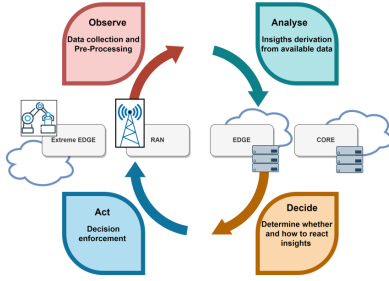 Observe
Data collection and
Pre-Processing
Analyse
Insigths derivation
from available data
Extreme EDGE
RAN
EDGE
CORE
Act
Decision
enforcement
Decide
Determine whether
and how to react
insights